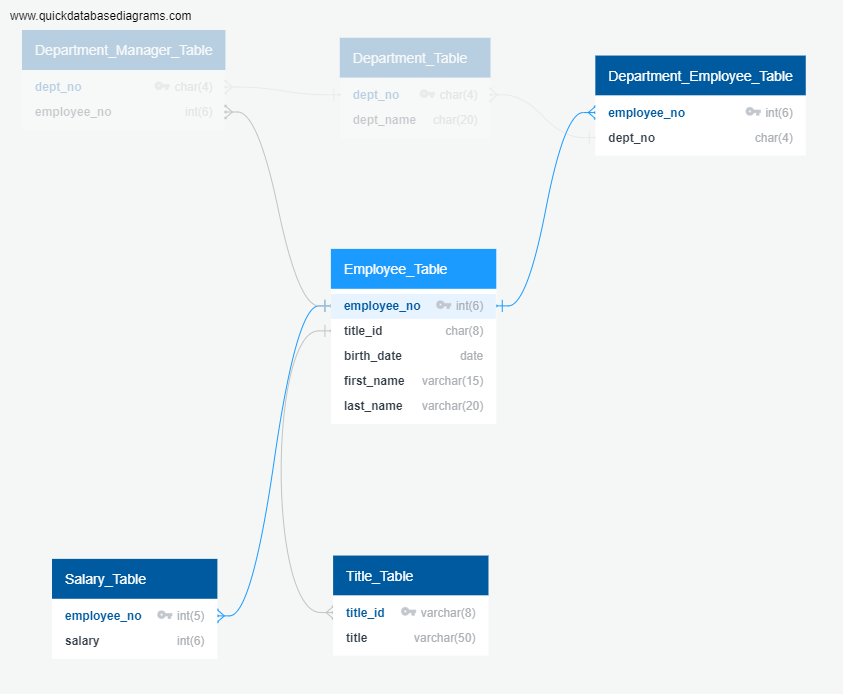 www.quickdatabasediagrams.com
Department_Manager_Table
dept_no char(4)
employee_no int(6)
Department_Table
dept_no char(4)
dept_name char(20)
Department_Employee_Table
employee_no int(6)
dept_no char(4)
Employee_Table
employee_no int(6)
title_id char(8)
birth_date date
first_name varchar(15)
last_name varchar(20)
Salary_Table
employee_no int(5)
salary int(6)
Title_Table
title_id varchar(8)
title varchar(50)